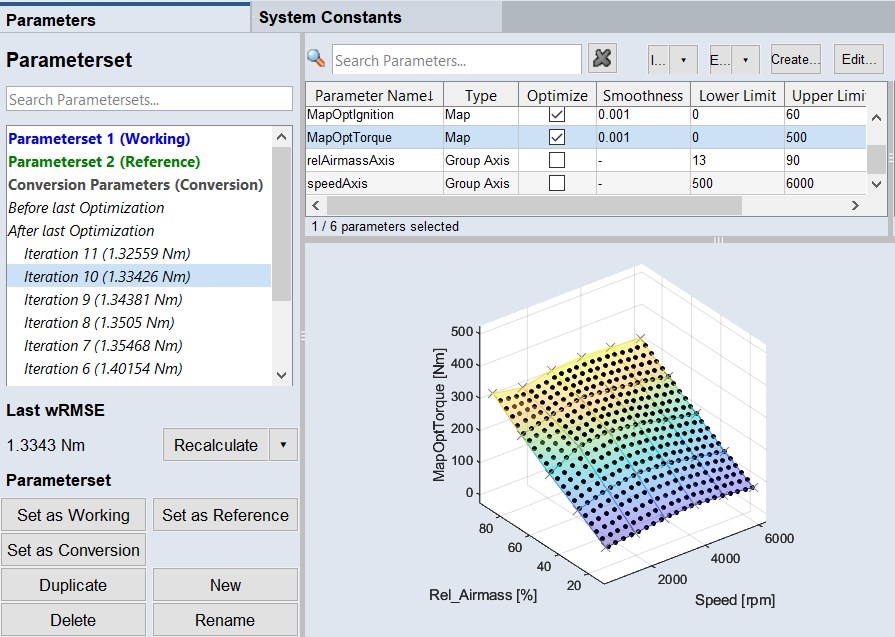 Parameters
System Constants
Parameterset
Search Parametersets...
Parameterset 1 (Working)
Parameterset 2 (Reference)
Conversion Parameters (Conversion)
Before last Optimization
After last Optimization
Iteration 11 (1.32559 Nm)
Iteration 10 (1.33426 Nm)
Iteration 9 (1.34381 Nm)
Iteration 8 (1.3505 Nm)
Iteration 7 (1.35468 Nm)
Iteration 6 (1.40154 Nm)
Last wRMSE
1.3343 Nm
Recalculate
Parameterset
Set as Working Set as Reference
Set as Conversion
Duplicate New
Delete Rename
Search Parameters...
I... E... Create... Edit...
Parameter Name↓ Type Optimize Smoothness Lower Limit Upper Limi
MapOptIgnition Map 0.001 0 60
MapOptTorque Map 0.001 0 500
relAirmassAxis Group Axis - 13 90
speedAxis Group Axis - 500 6000
1 / 6 parameters selected
MapOptTorque [Nm]
500
400
300
200
100
0
80
60
40
20
Rel_Airmass [%]
2000
4000
6000
Speed [rpm]